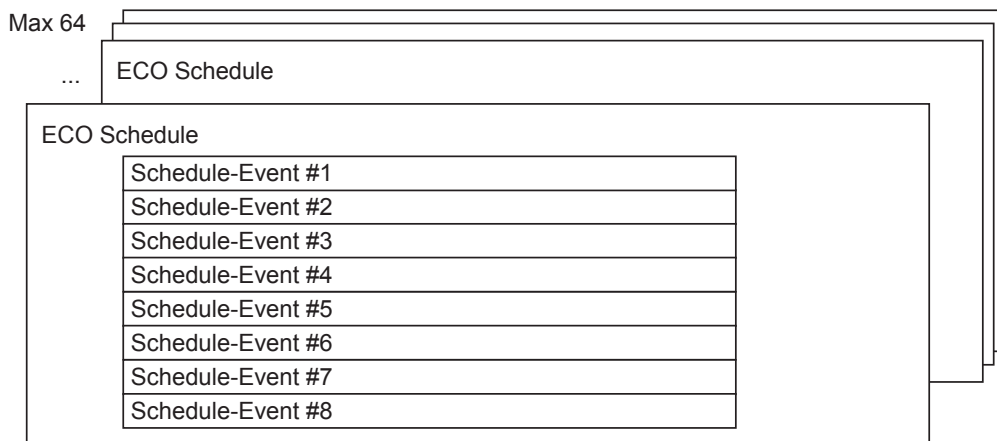 Max 64
...
ECO Schedule
ECO Schedule
Schedule-Event #1
Schedule-Event #2
Schedule-Event #3
Schedule-Event #4
Schedule-Event #5
Schedule-Event #6
Schedule-Event #7
Schedule-Event #8